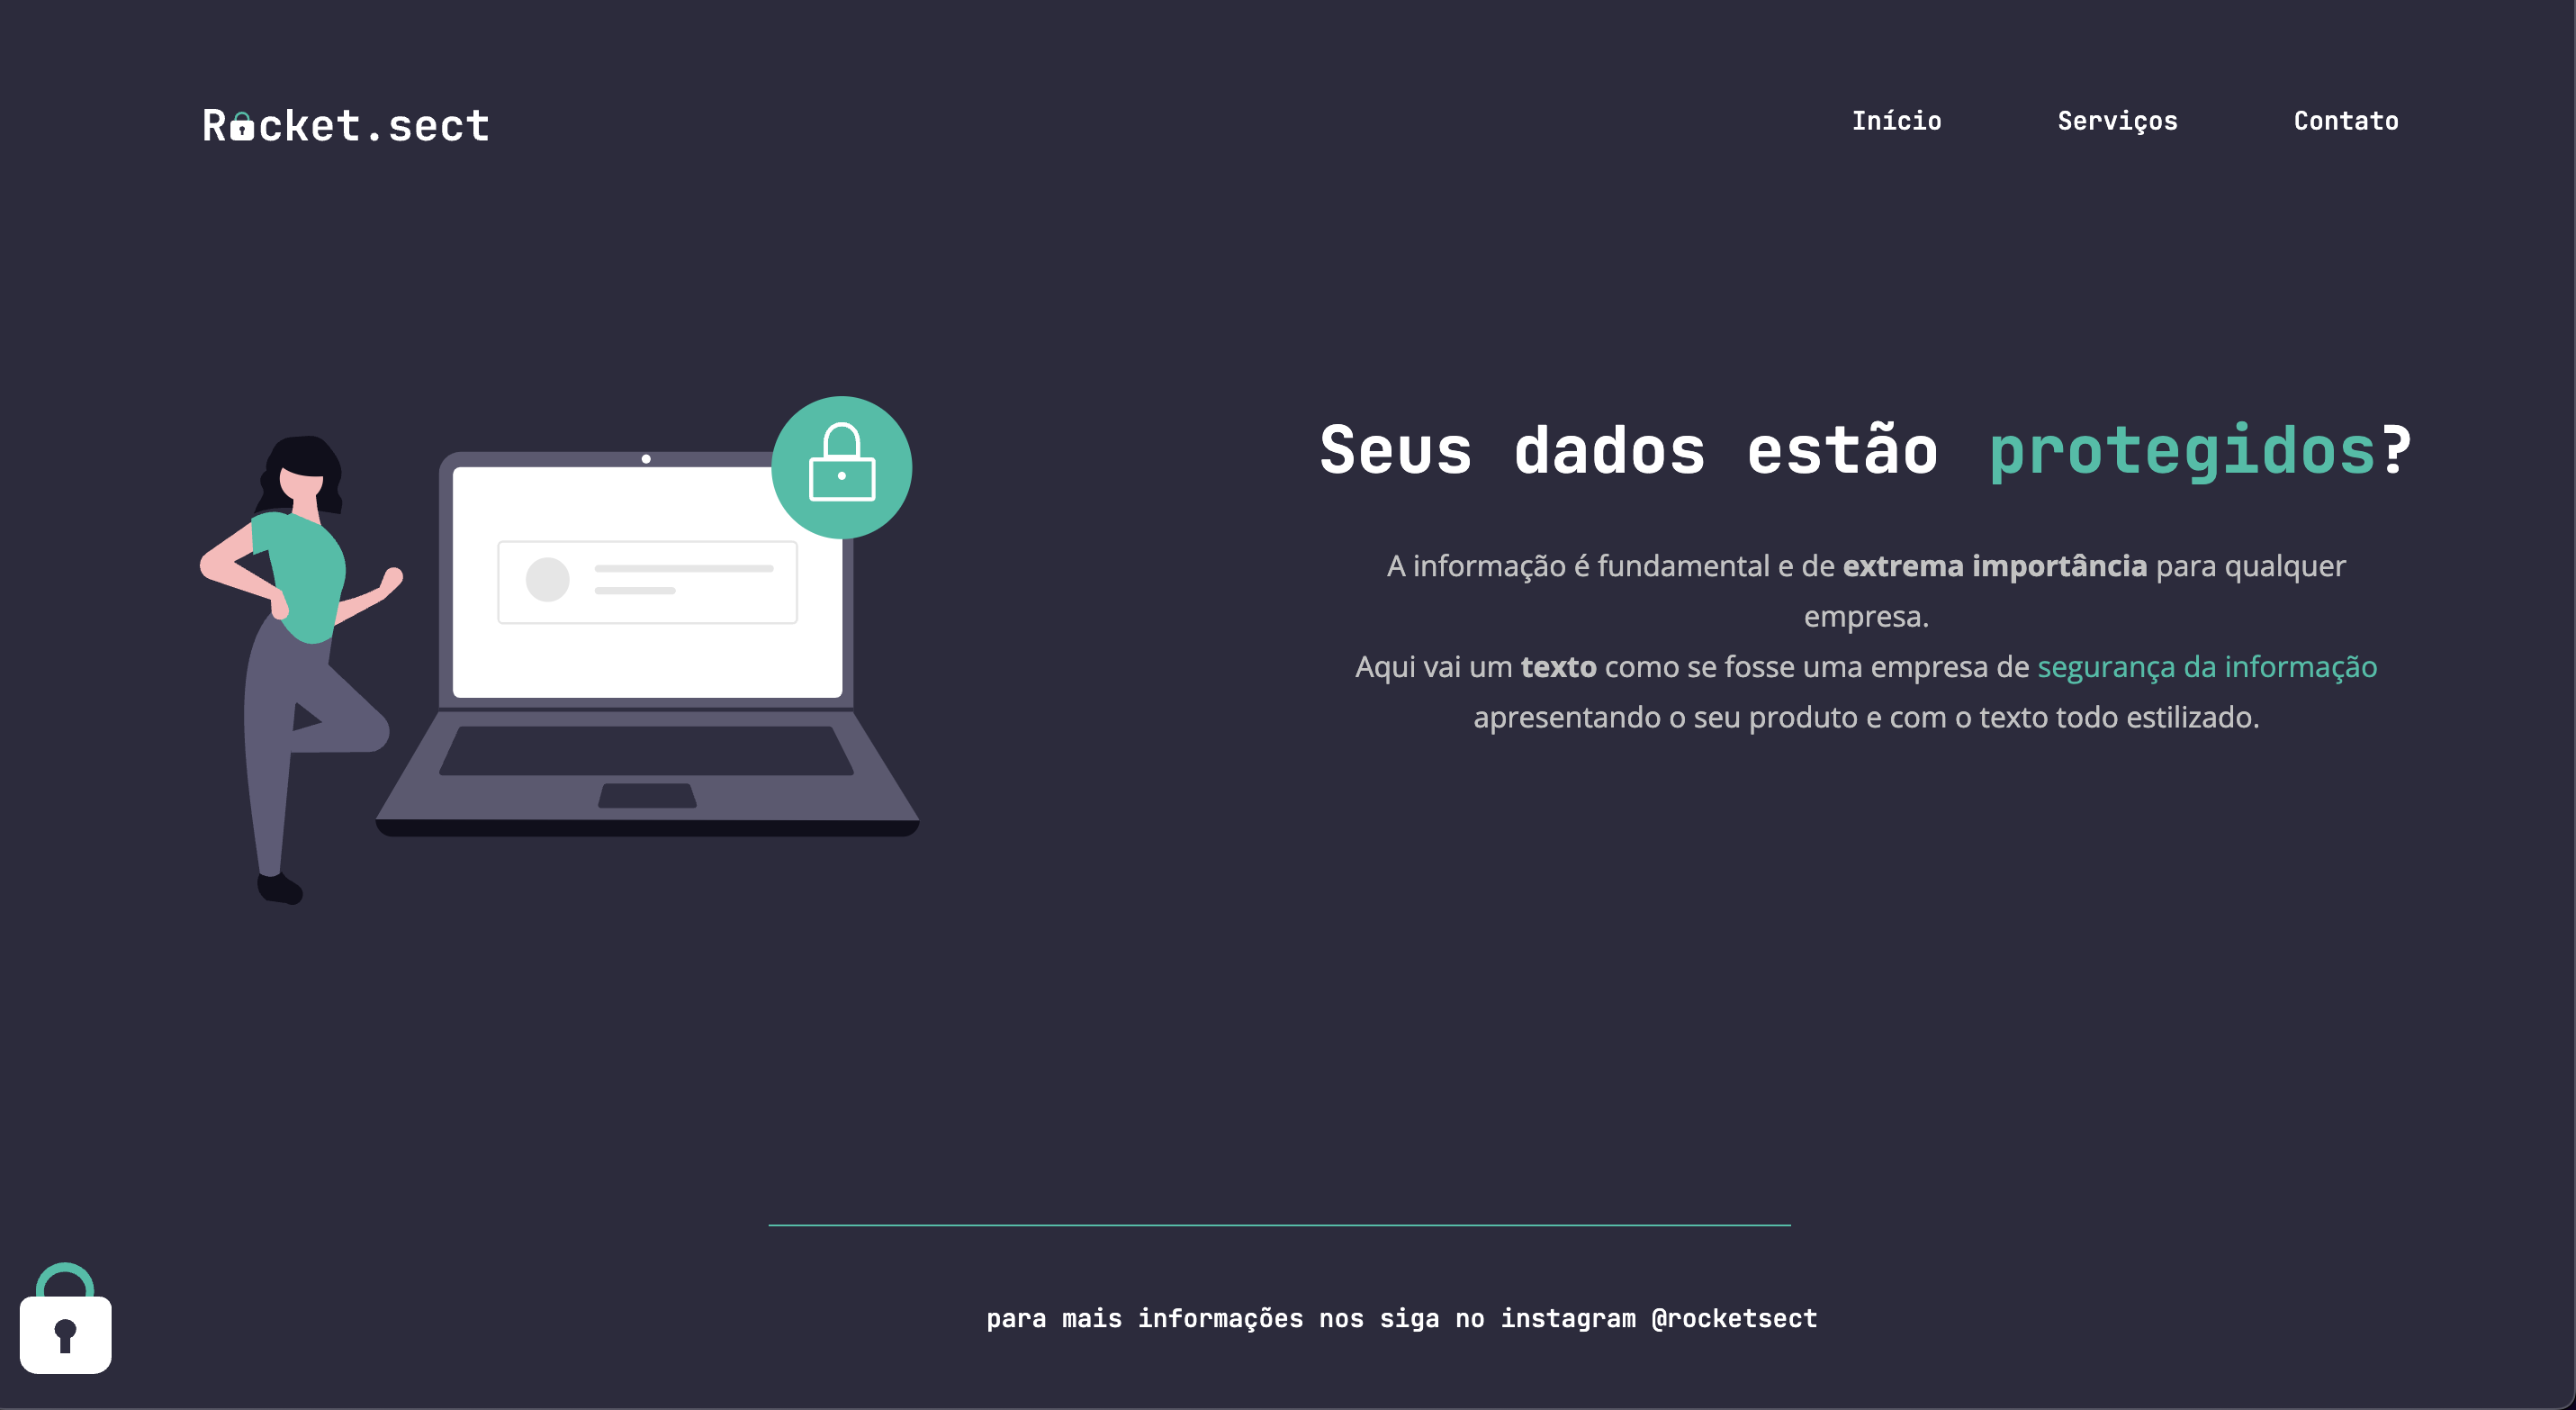 Rocket.sect
Início
Serviços
Contato
Seus dados estão protegidos?
A informação é fundamental e de extrema importância para qualquer
empresa.
Aqui vai um texto como se fosse uma empresa de segurança da informação
apresentando o seu produto e com o texto todo estilizado.
para mais informações nos siga no instagram @rocketsect